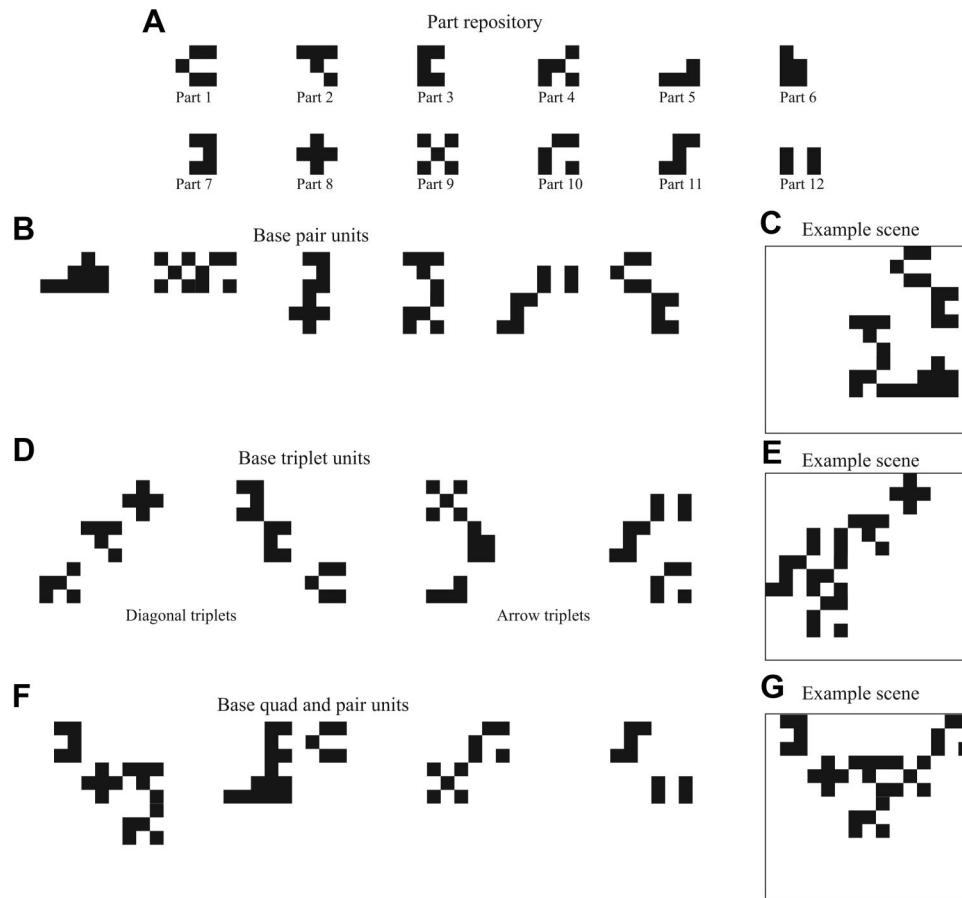 A
Part repository
Part 1 Part 2 Part 3 Part 4 Part 5 Part 6
Part 7 Part 8 Part 9 Part 10 Part 11 Part 12
B
Base pair units
C
Example scene
D
Base triplet units
Diagonal triplets Arrow triplets
E
Example scene
F
Base quad and pair units
G
Example scene